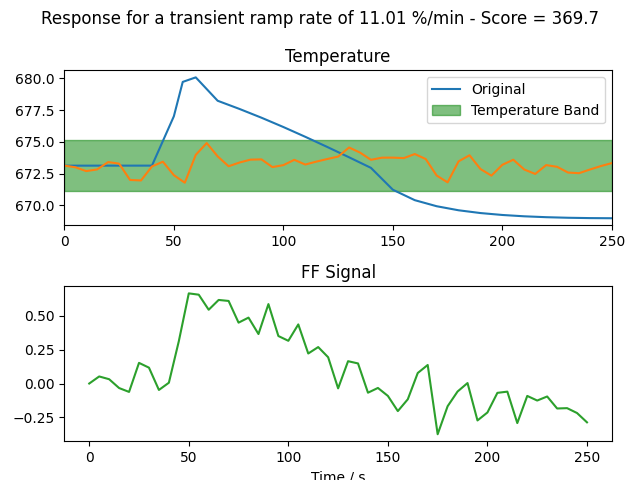 Response for a transient ramp rate of 11.01 %/min - Score = 369.7
Temperature
680.0
677.5
675.0
672.5
670.0
Original
Temperature Band
0 50 100 150 200 250
FF Signal
0.50
0.25
0.00
−0.25
0 50 100 150 200 250
Time / s